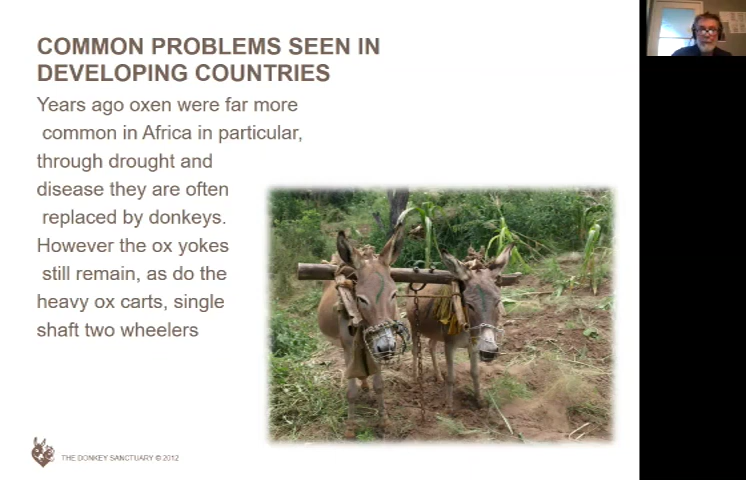 COMMON PROBLEMS SEEN IN
DEVELOPING COUNTRIES
Years ago oxen were far more
common in Africa in particular,
through drought and
disease they are often
replaced by donkeys.
However the ox yokes
still remain, as do the
heavy ox carts, single
shaft two wheelers
THE DONKEY SANCTUARY © 2012